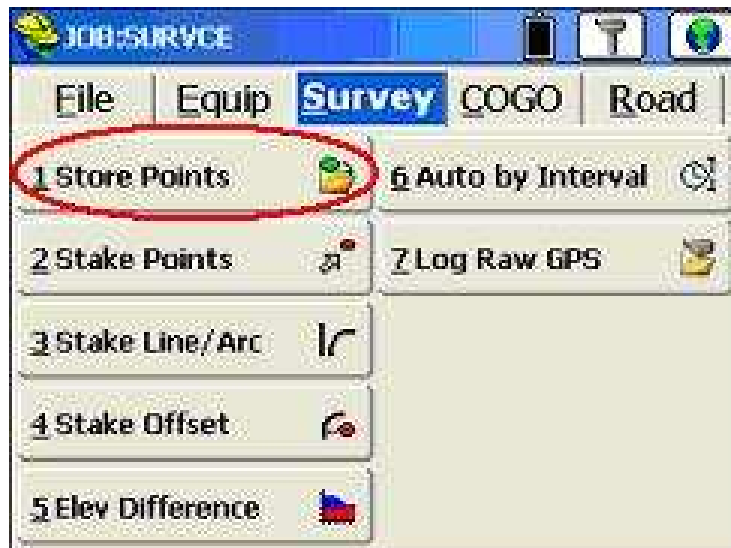 JOB:SURVCE
File Equip Survey COGO Road
1 Store Points
2 Stake Points
3 Stake Line/Arc
4 Stake Offset
5 Elev Difference
6 Auto by Interval
7 Log Raw GPS